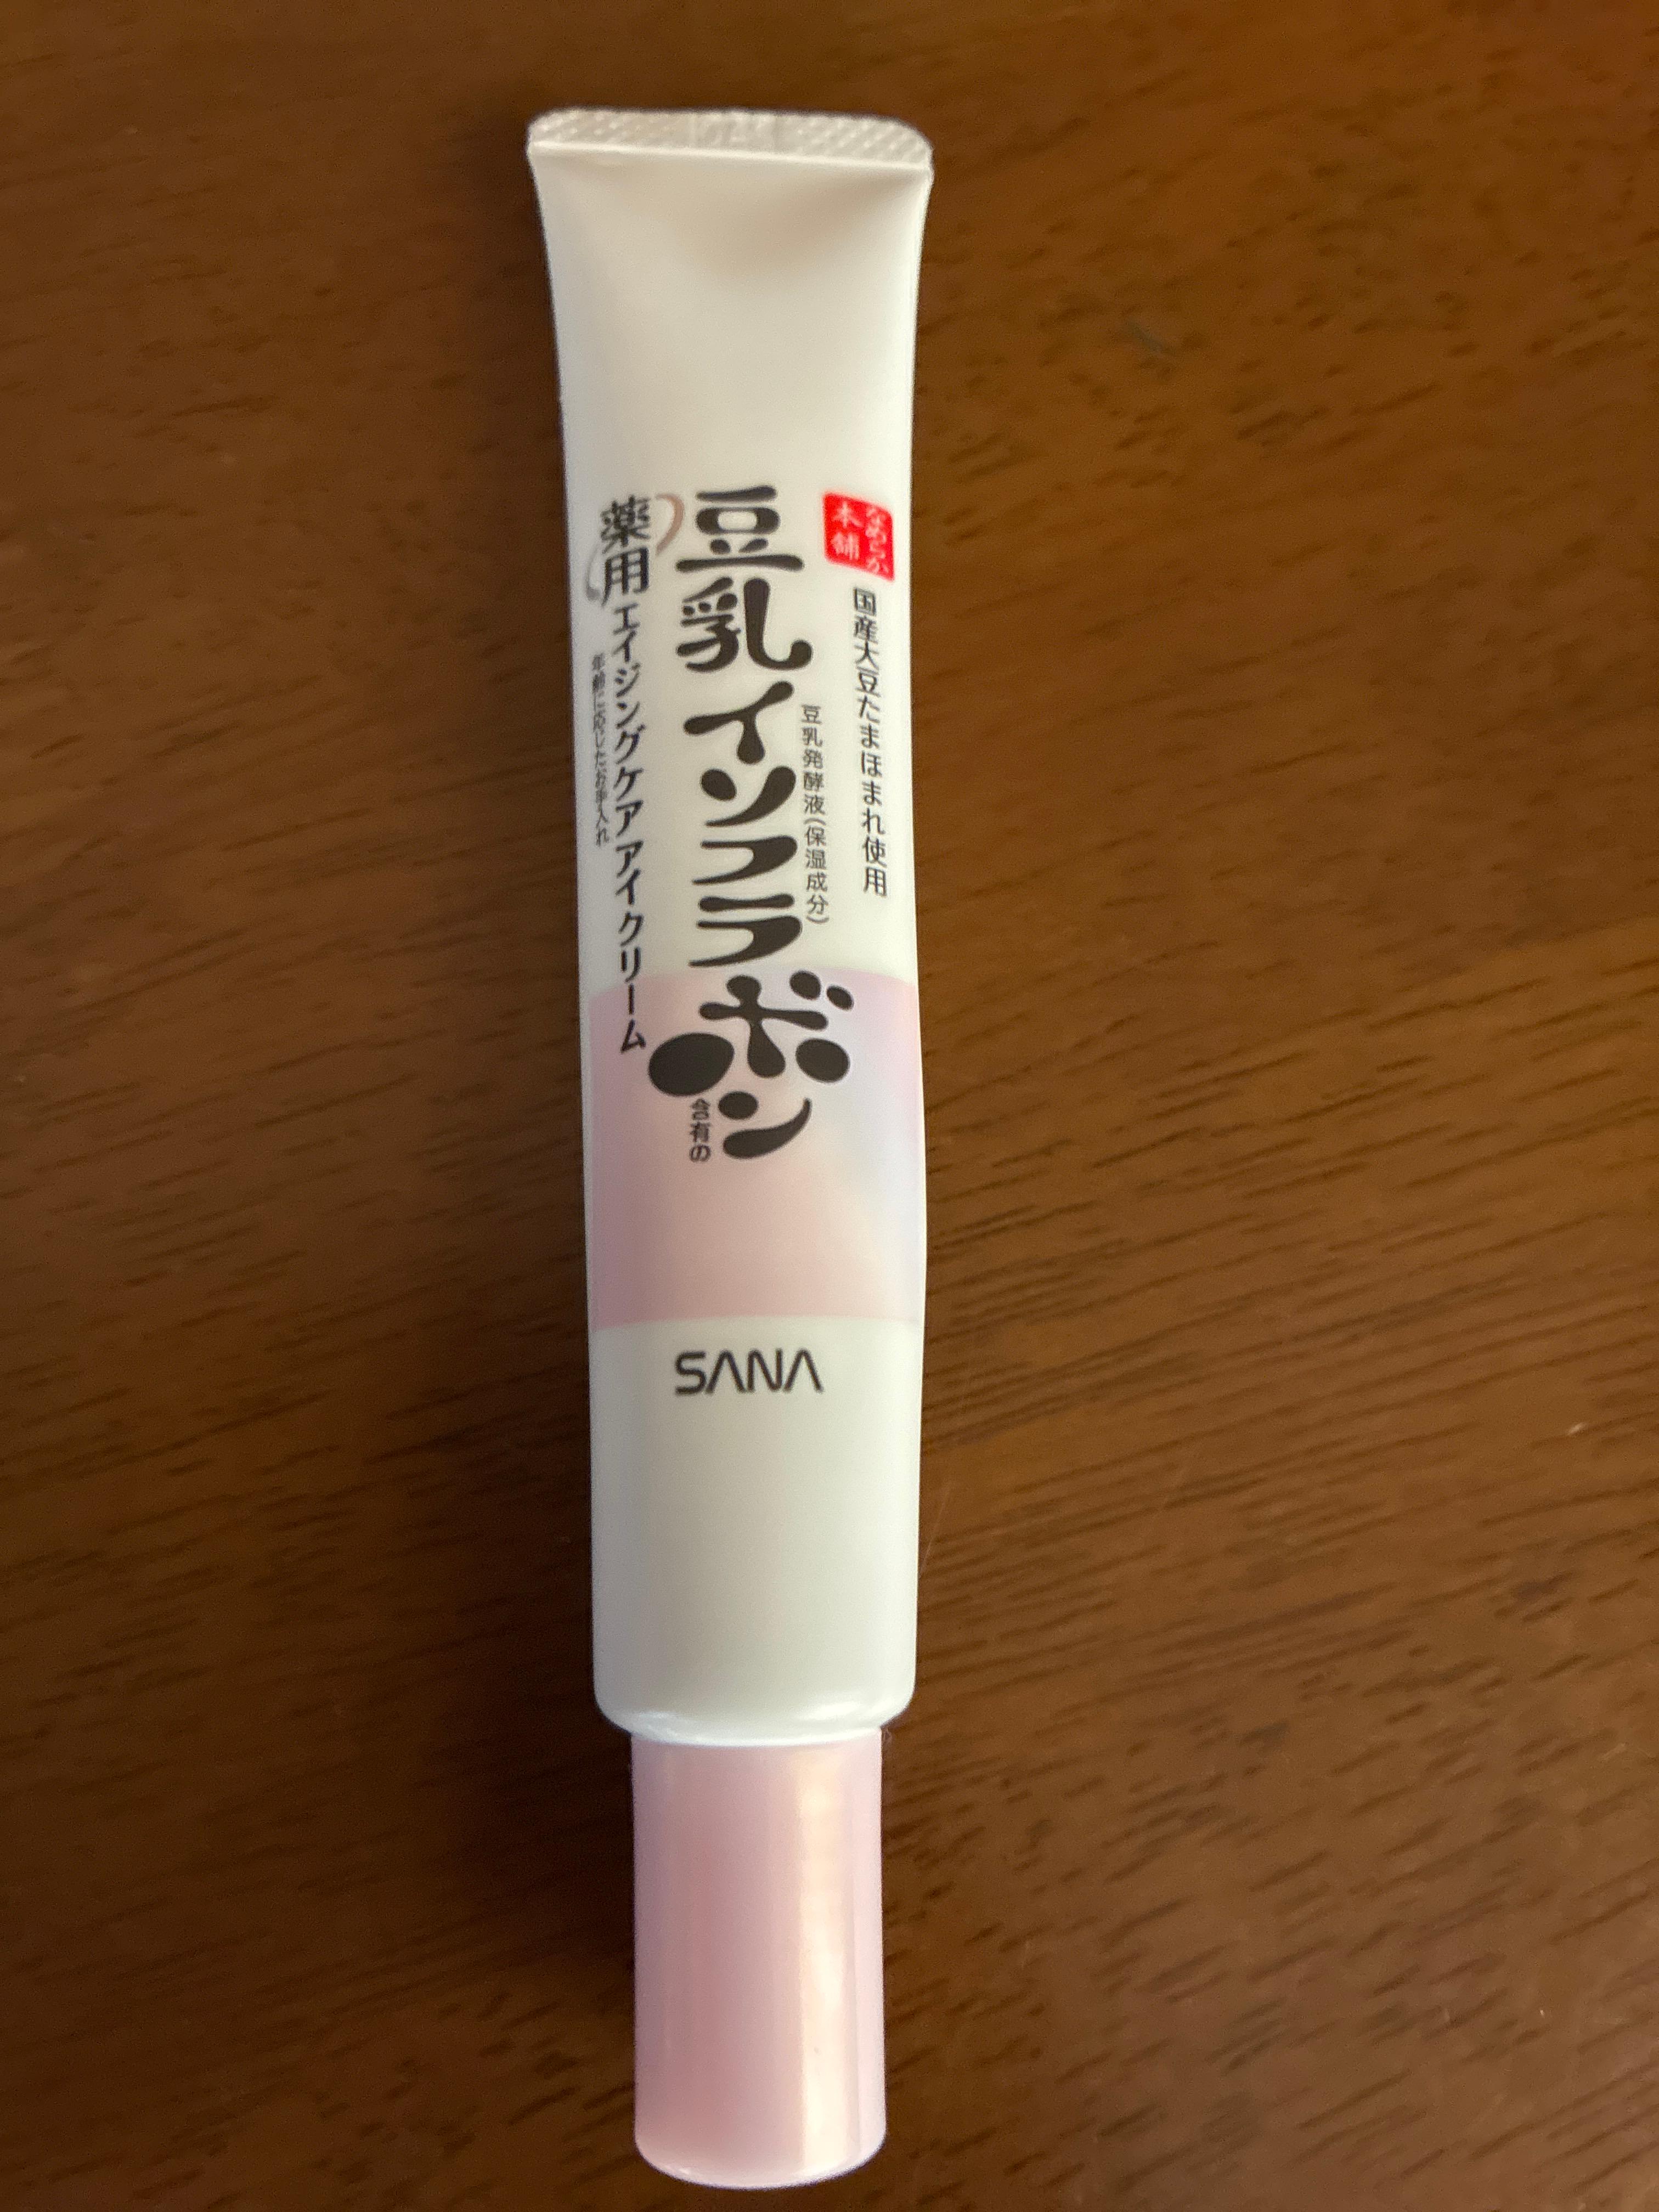 なめらか
本舗
国産大豆たまほまれ使用
豆乳発酵液(保湿成分)
豆乳イソフラボン
含有の
薬用エイジングケアアイクリーム
年齢に応じたお手入れ
SANA